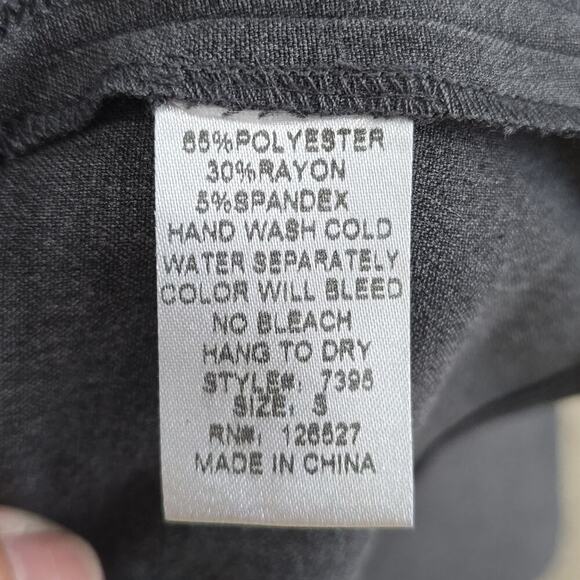 65%POLYESTER
30%RAYON
5%SPANDEX
HAND WASH COLD
WATER SEPARATELY
COLOR WILL BLEED
NO BLEACH
HANG TO DRY
STYLE#: 7395
SIZE: S
RN#: 126527
MADE IN CHINA